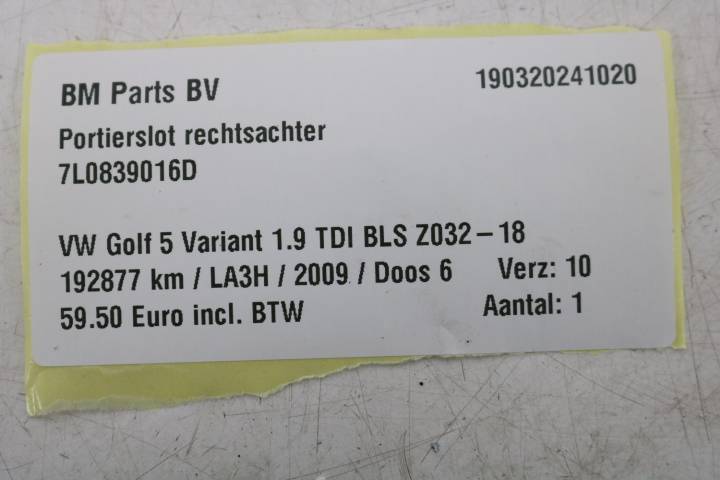 BM Parts BV 190320241020
Portierslot rechtsachter
7L0839016D
VW Golf 5 Variant 1.9 TDI BLS Z032-18
192877 km / LA3H / 2009 / Doos 6 Verz: 10
59.50 Euro incl. BTW Aantal: 1